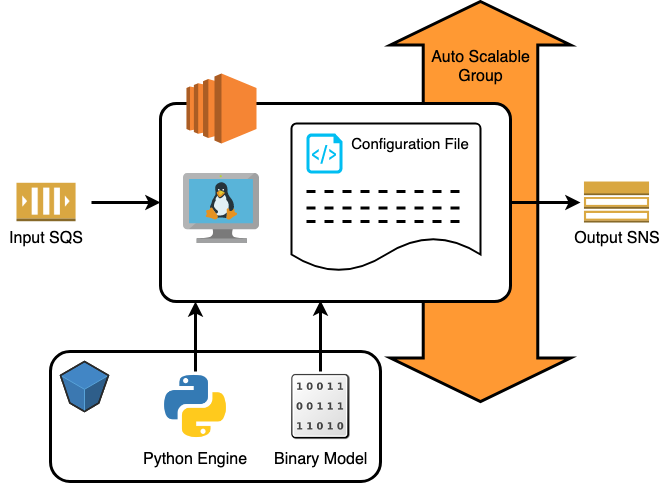 Auto Scalable
Group
</>
Configuration File
Input SQS
Output SNS
10011
00111
11010
Python Engine
Binary Model